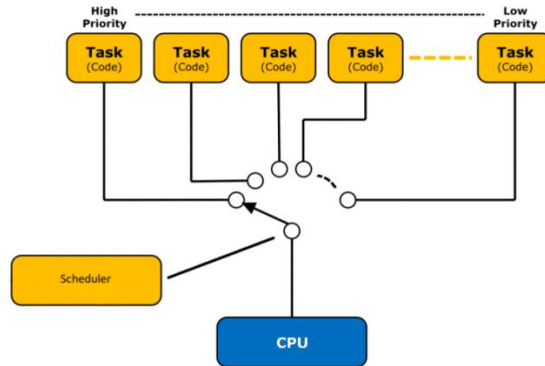 High
Priority
Low
Priority
Task
(Code)
Task
(Code)
Task
(Code)
Task
(Code)
Task
(Code)
Scheduler
CPU